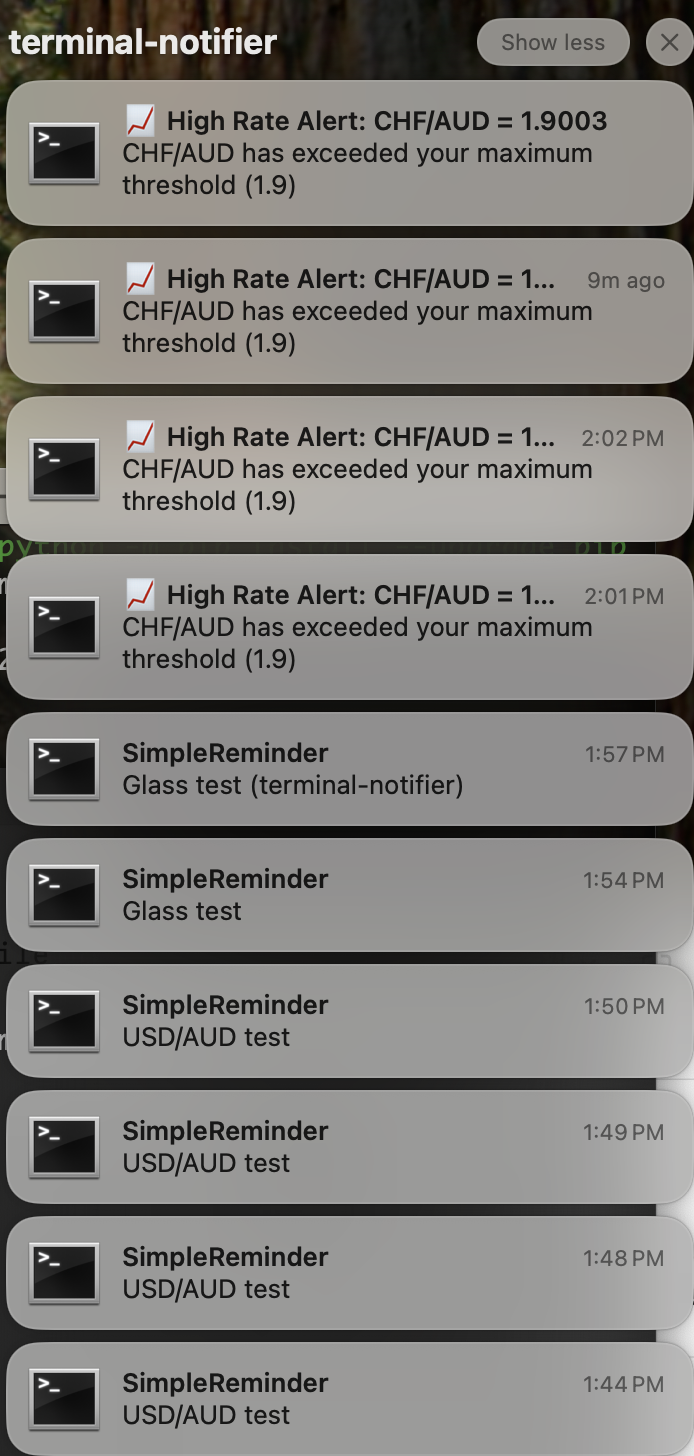 terminal-notifier
Show less
High Rate Alert: CHF/AUD = 1.9003
CHF/AUD has exceeded your maximum
threshold (1.9)
High Rate Alert: CHF/AUD = 1... 9m ago
CHF/AUD has exceeded your maximum
threshold (1.9)
High Rate Alert: CHF/AUD = 1... 2:02 PM
CHF/AUD has exceeded your maximum
threshold (1.9)
High Rate Alert: CHF/AUD = 1... 2:01 PM
CHF/AUD has exceeded your maximum
threshold (1.9)
SimpleReminder 1:57 PM
Glass test (terminal-notifier)
SimpleReminder 1:54 PM
Glass test
SimpleReminder 1:50 PM
USD/AUD test
SimpleReminder 1:49 PM
USD/AUD test
SimpleReminder 1:48 PM
USD/AUD test
SimpleReminder 1:44 PM
USD/AUD test